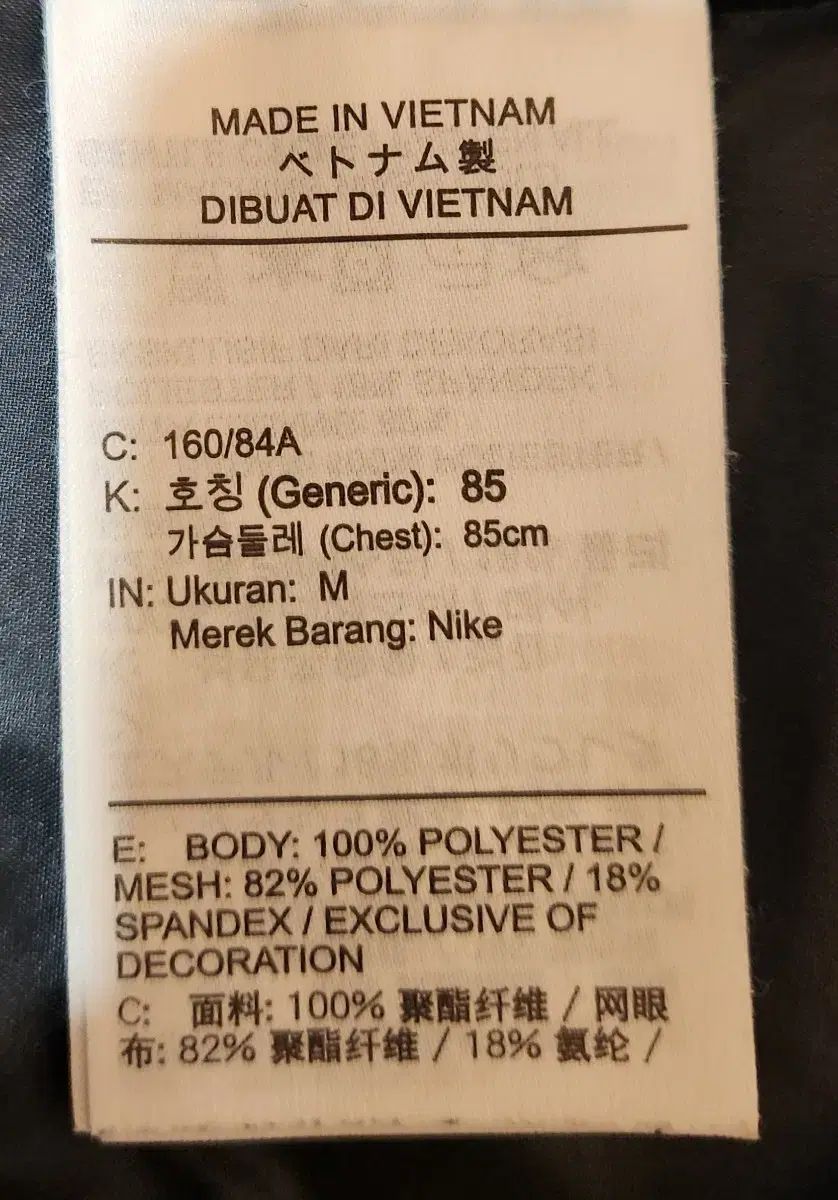 MADE IN VIETNAM
ベトナム製
DIBUAT DI VIETNAM
C: 160/84A
K: 호칭 (Generic): 85
가슴둘레 (Chest): 85cm
IN: Ukuran: M
Merek Barang: Nike
E: BODY: 100% POLYESTER /
MESH: 82% POLYESTER / 18%
SPANDEX / EXCLUSIVE OF
DECORATION
C: 面料: 100% 聚酯纤维 / 网眼
布: 82% 聚酯纤维 / 18% 氨纶 /